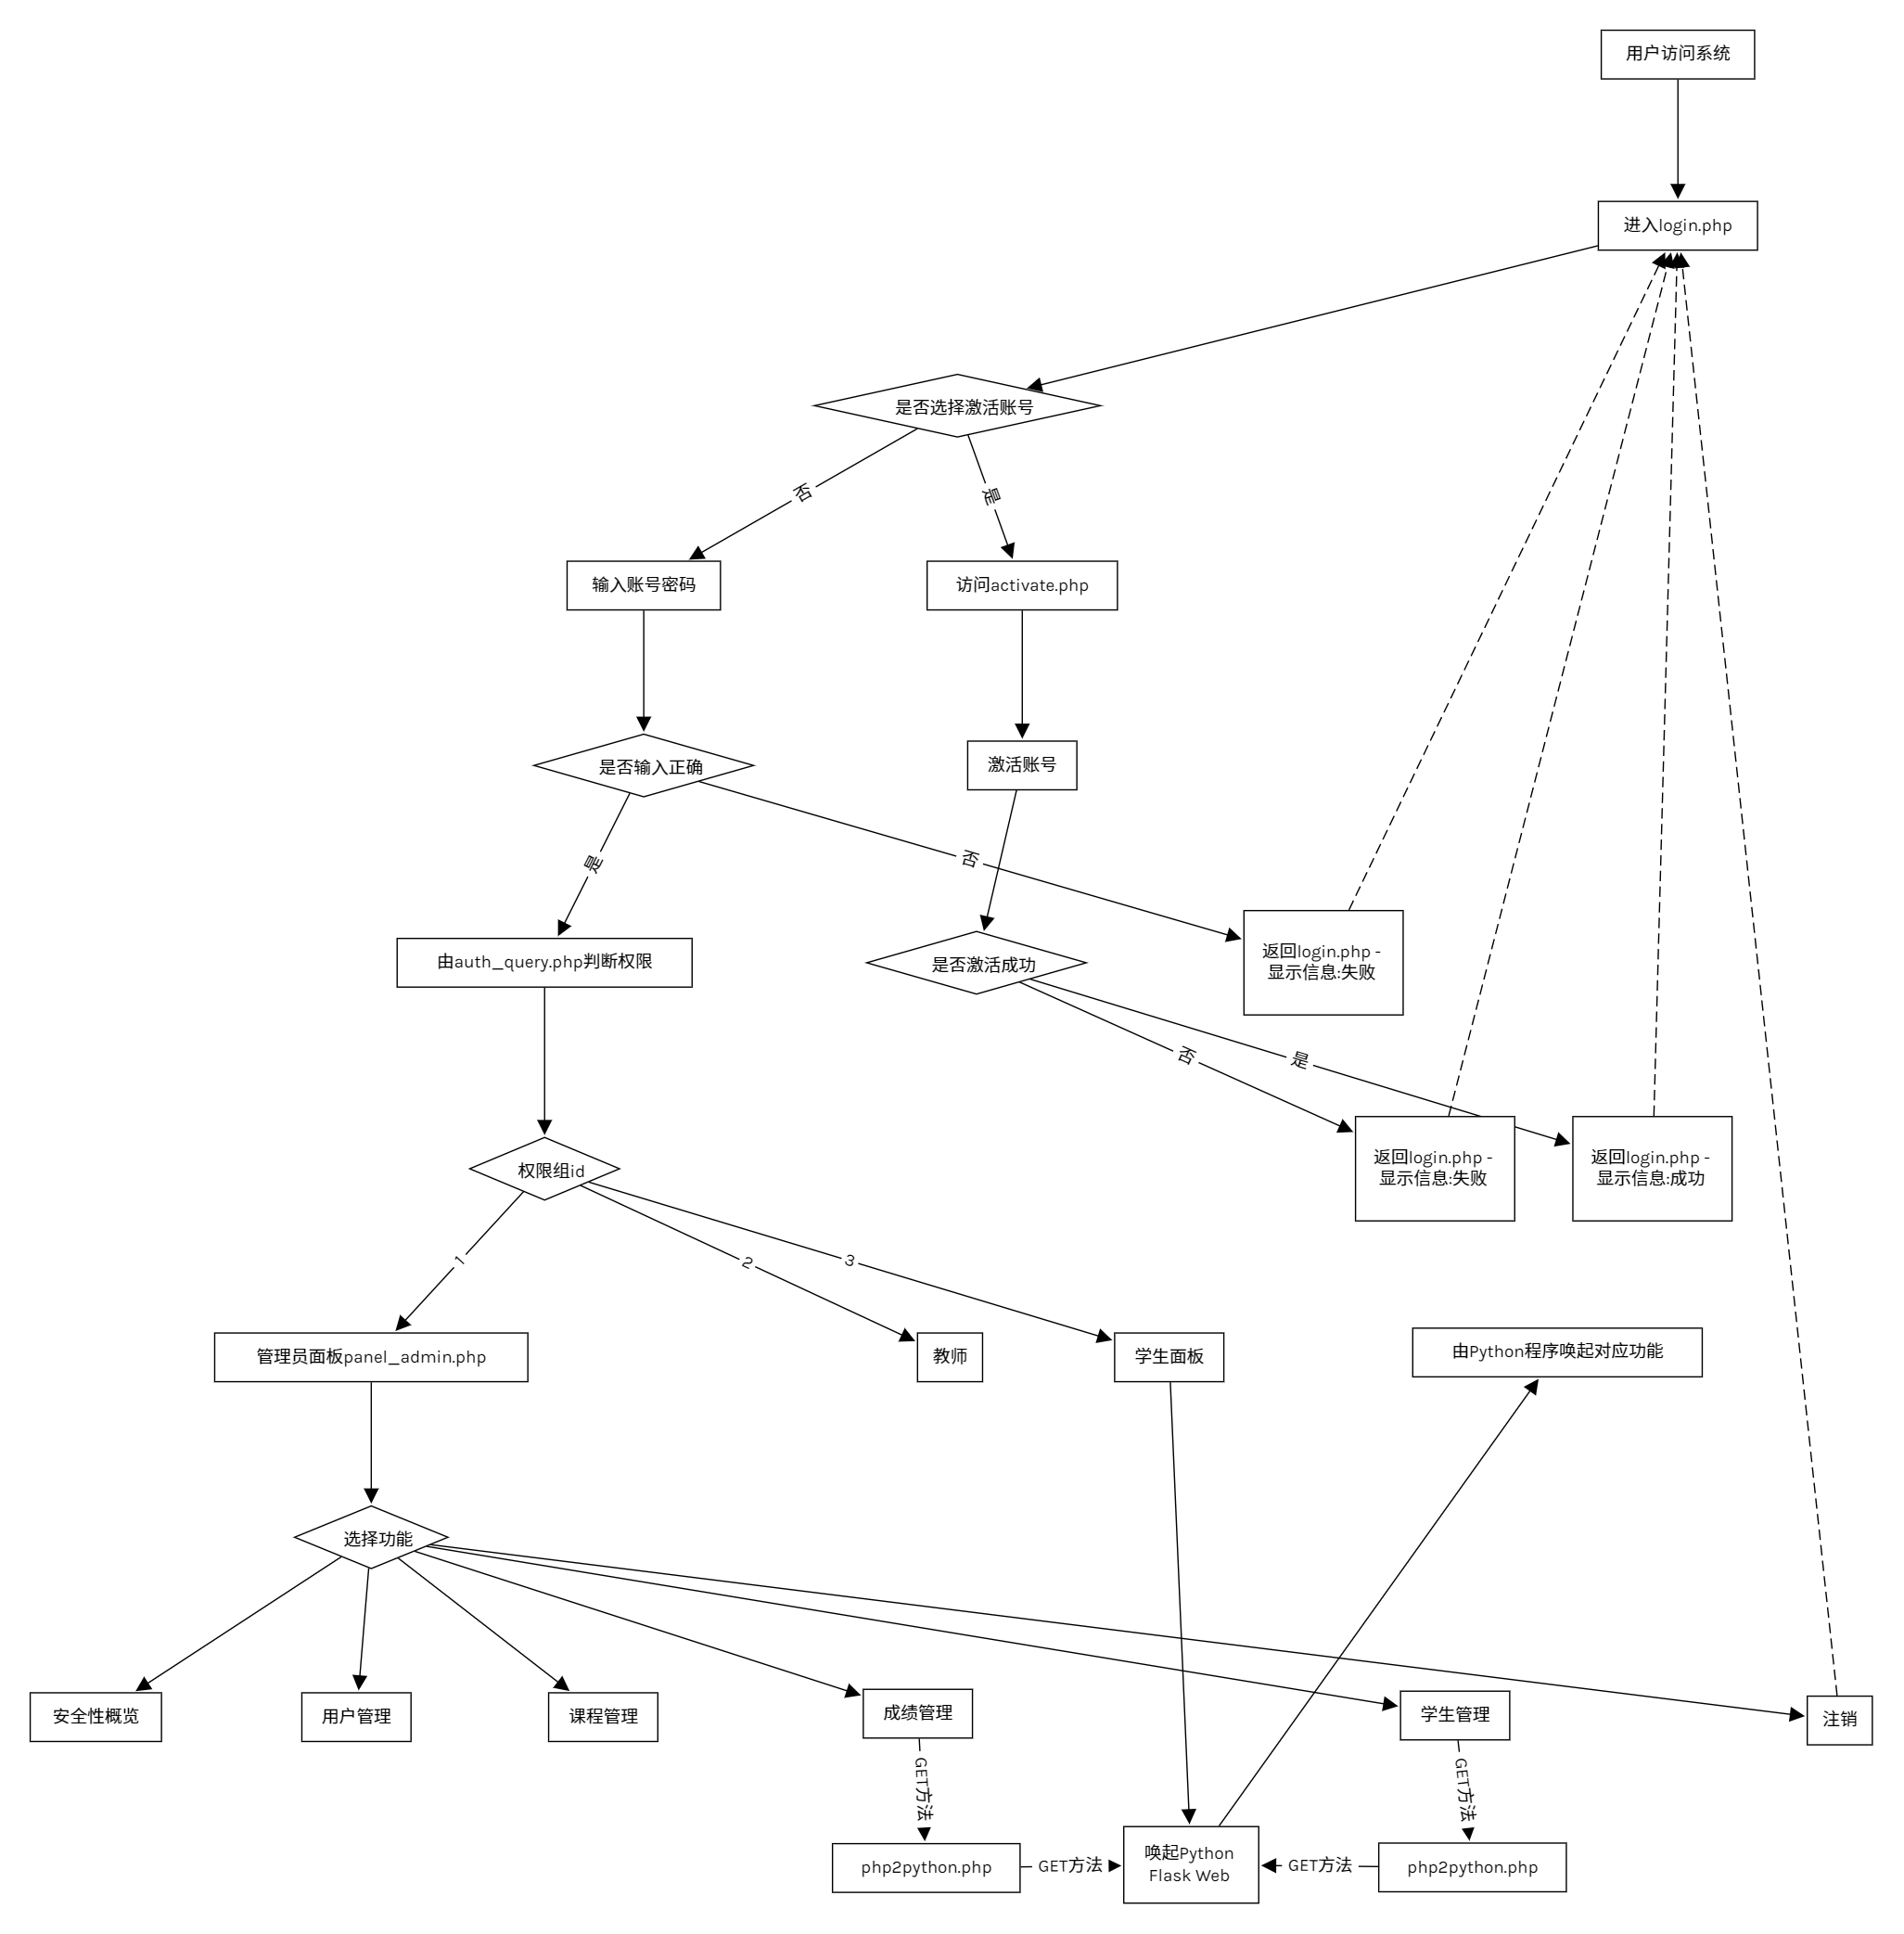 用户访问系统
进入login.php
是否选择激活账号
否
是
输入账号密码
访问activate.php
是否输入正确
激活账号
是
否
由auth_query.php判断权限
是否激活成功
返回login.php -
显示信息:失败
否
是
权限组id
返回login.php -
显示信息:失败
返回login.php -
显示信息:成功
1
2
3
管理员面板panel_admin.php
教师
学生面板
由Python程序唤起对应功能
选择功能
安全性概览
用户管理
课程管理
成绩管理
学生管理
注销
GET方法
GET方法
php2python.php
GET方法
唤起Python
Flask Web
GET方法
php2python.php